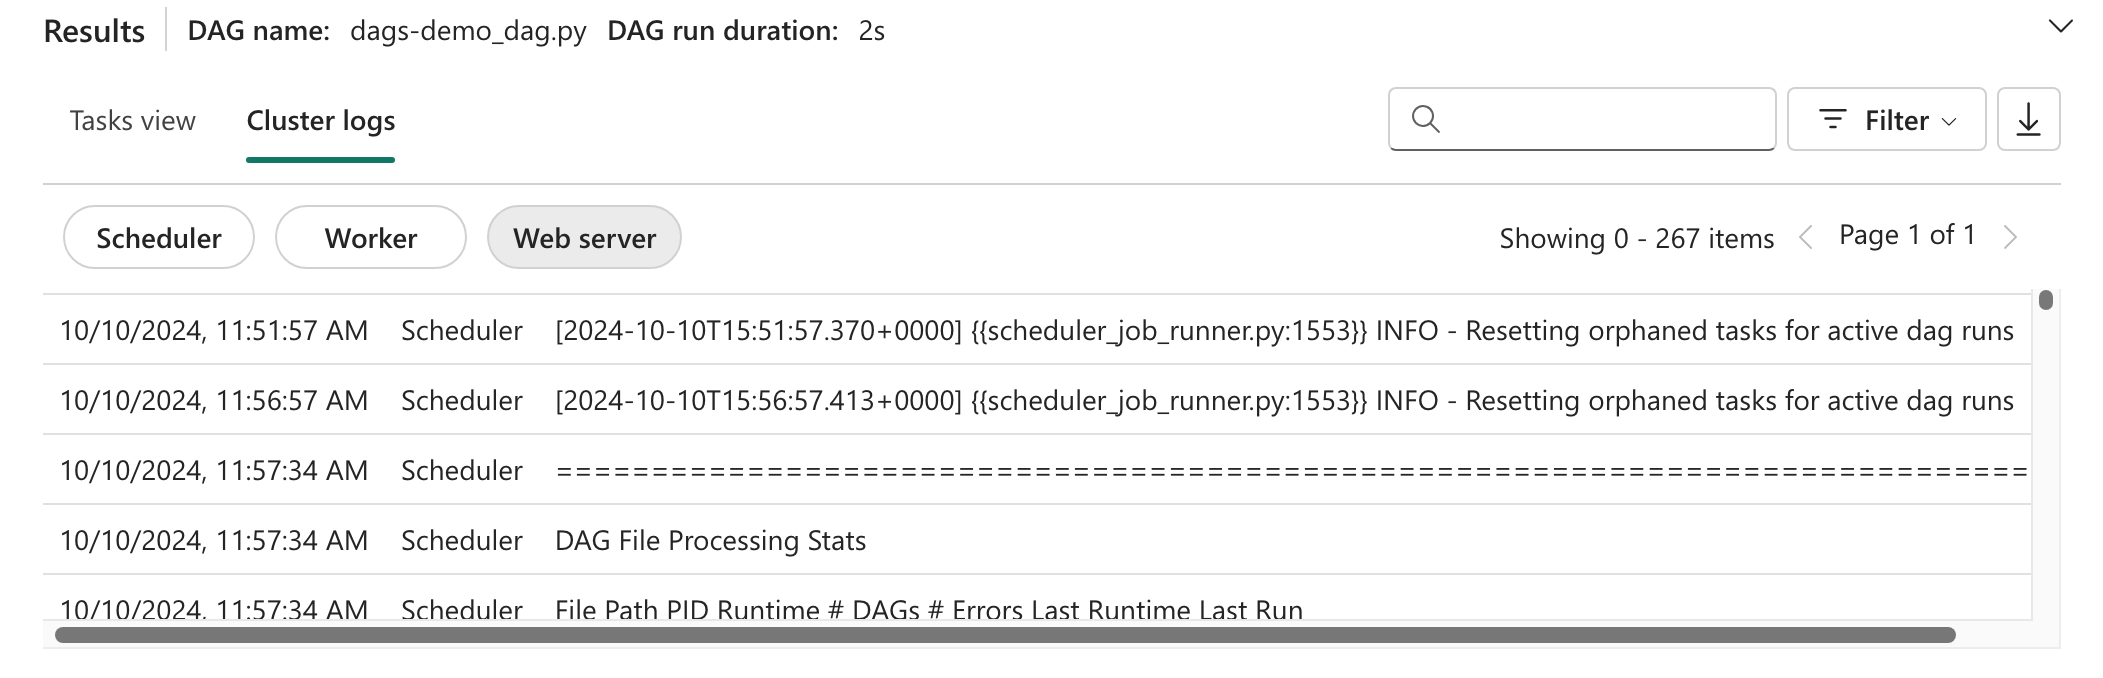 Results DAG name: dags-demo_dag.py DAG run duration: 2s
Tasks view Cluster logs Filter
Scheduler Worker Web server Showing 0 - 267 items Page 1 of 1
10/10/2024, 11:51:57 AM Scheduler [2024-10-10T15:51:57.370+0000] {{scheduler_job_runner.py:1553}} INFO - Resetting orphaned tasks for active dag runs
10/10/2024, 11:56:57 AM Scheduler [2024-10-10T15:56:57.413+0000] {{scheduler_job_runner.py:1553}} INFO - Resetting orphaned tasks for active dag runs
10/10/2024, 11:57:34 AM Scheduler =============================================================================
10/10/2024, 11:57:34 AM Scheduler DAG File Processing Stats
10/10/2024, 11:57:34 AM Scheduler File Path PID Runtime # DAGs # Errors Last Runtime Last Run